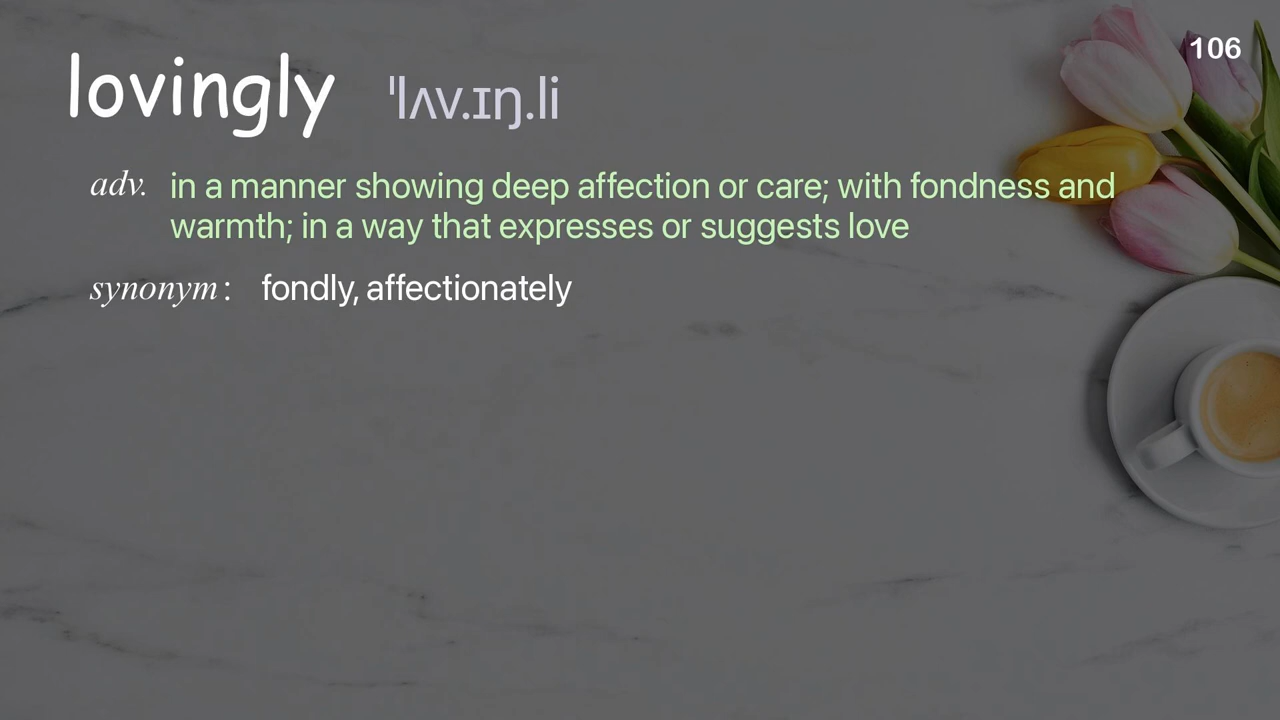 106
lovingly ˈlʌv.ɪŋ.li
adv. in a manner showing deep affection or care; with fondness and
warmth; in a way that expresses or suggests love
synonym: fondly, affectionately